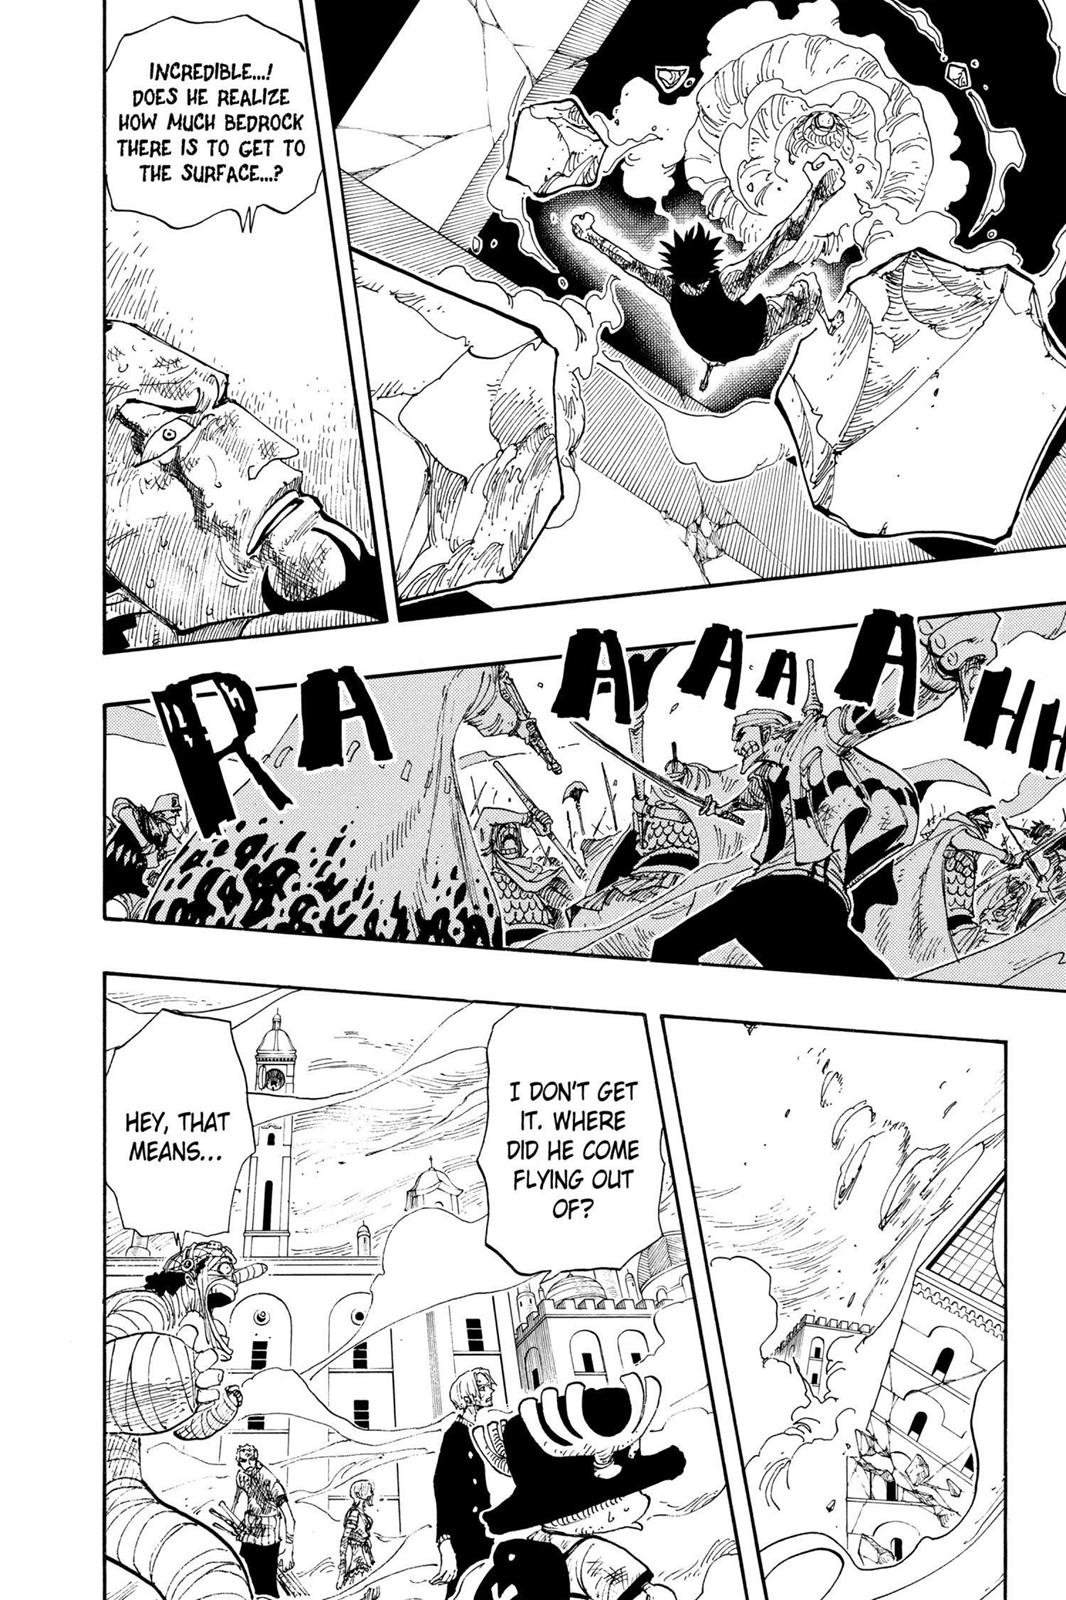 INCREDIBLE...!
DOES HE REALIZE
HOW MUCH BEDROCK
THERE IS TO GET TO
THE SURFACE...?
RAAAAAAHHH
I DON'T GET
IT. WHERE
DID HE COME
FLYING OUT
OF?
HEY, THAT
MEANS...